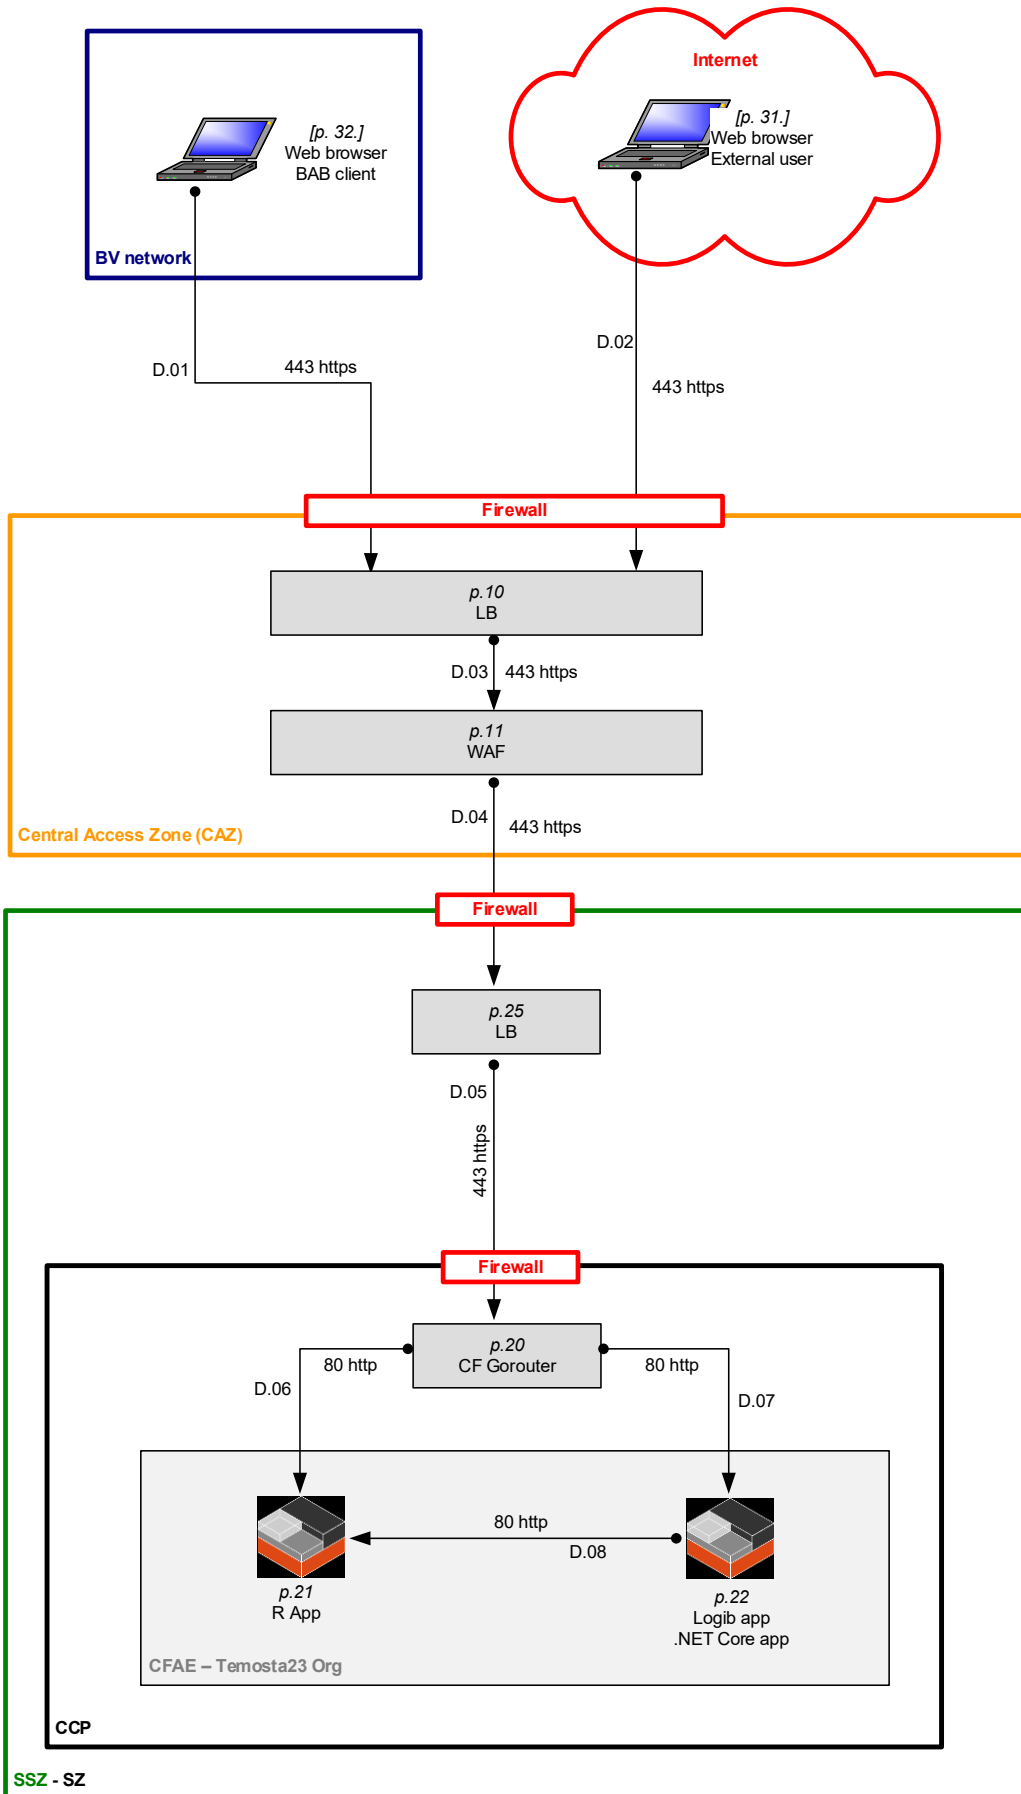 Internet
[p. 32.]
Web browser
BAB client
[p. 31.]
Web browser
External user
BV network
D.01
443 https
D.02
443 https
Firewall
p.10
LB
D.03
443 https
p.11
WAF
D.04
443 https
Central Access Zone (CAZ)
Firewall
p.25
LB
D.05
443 https
Firewall
p.20
CF Gorouter
80 http
80 http
D.06
D.07
80 http
D.08
p.21
R App
p.22
Logib app
.NET Core app
CFAE – Temosta23 Org
CCP
SSZ - SZ